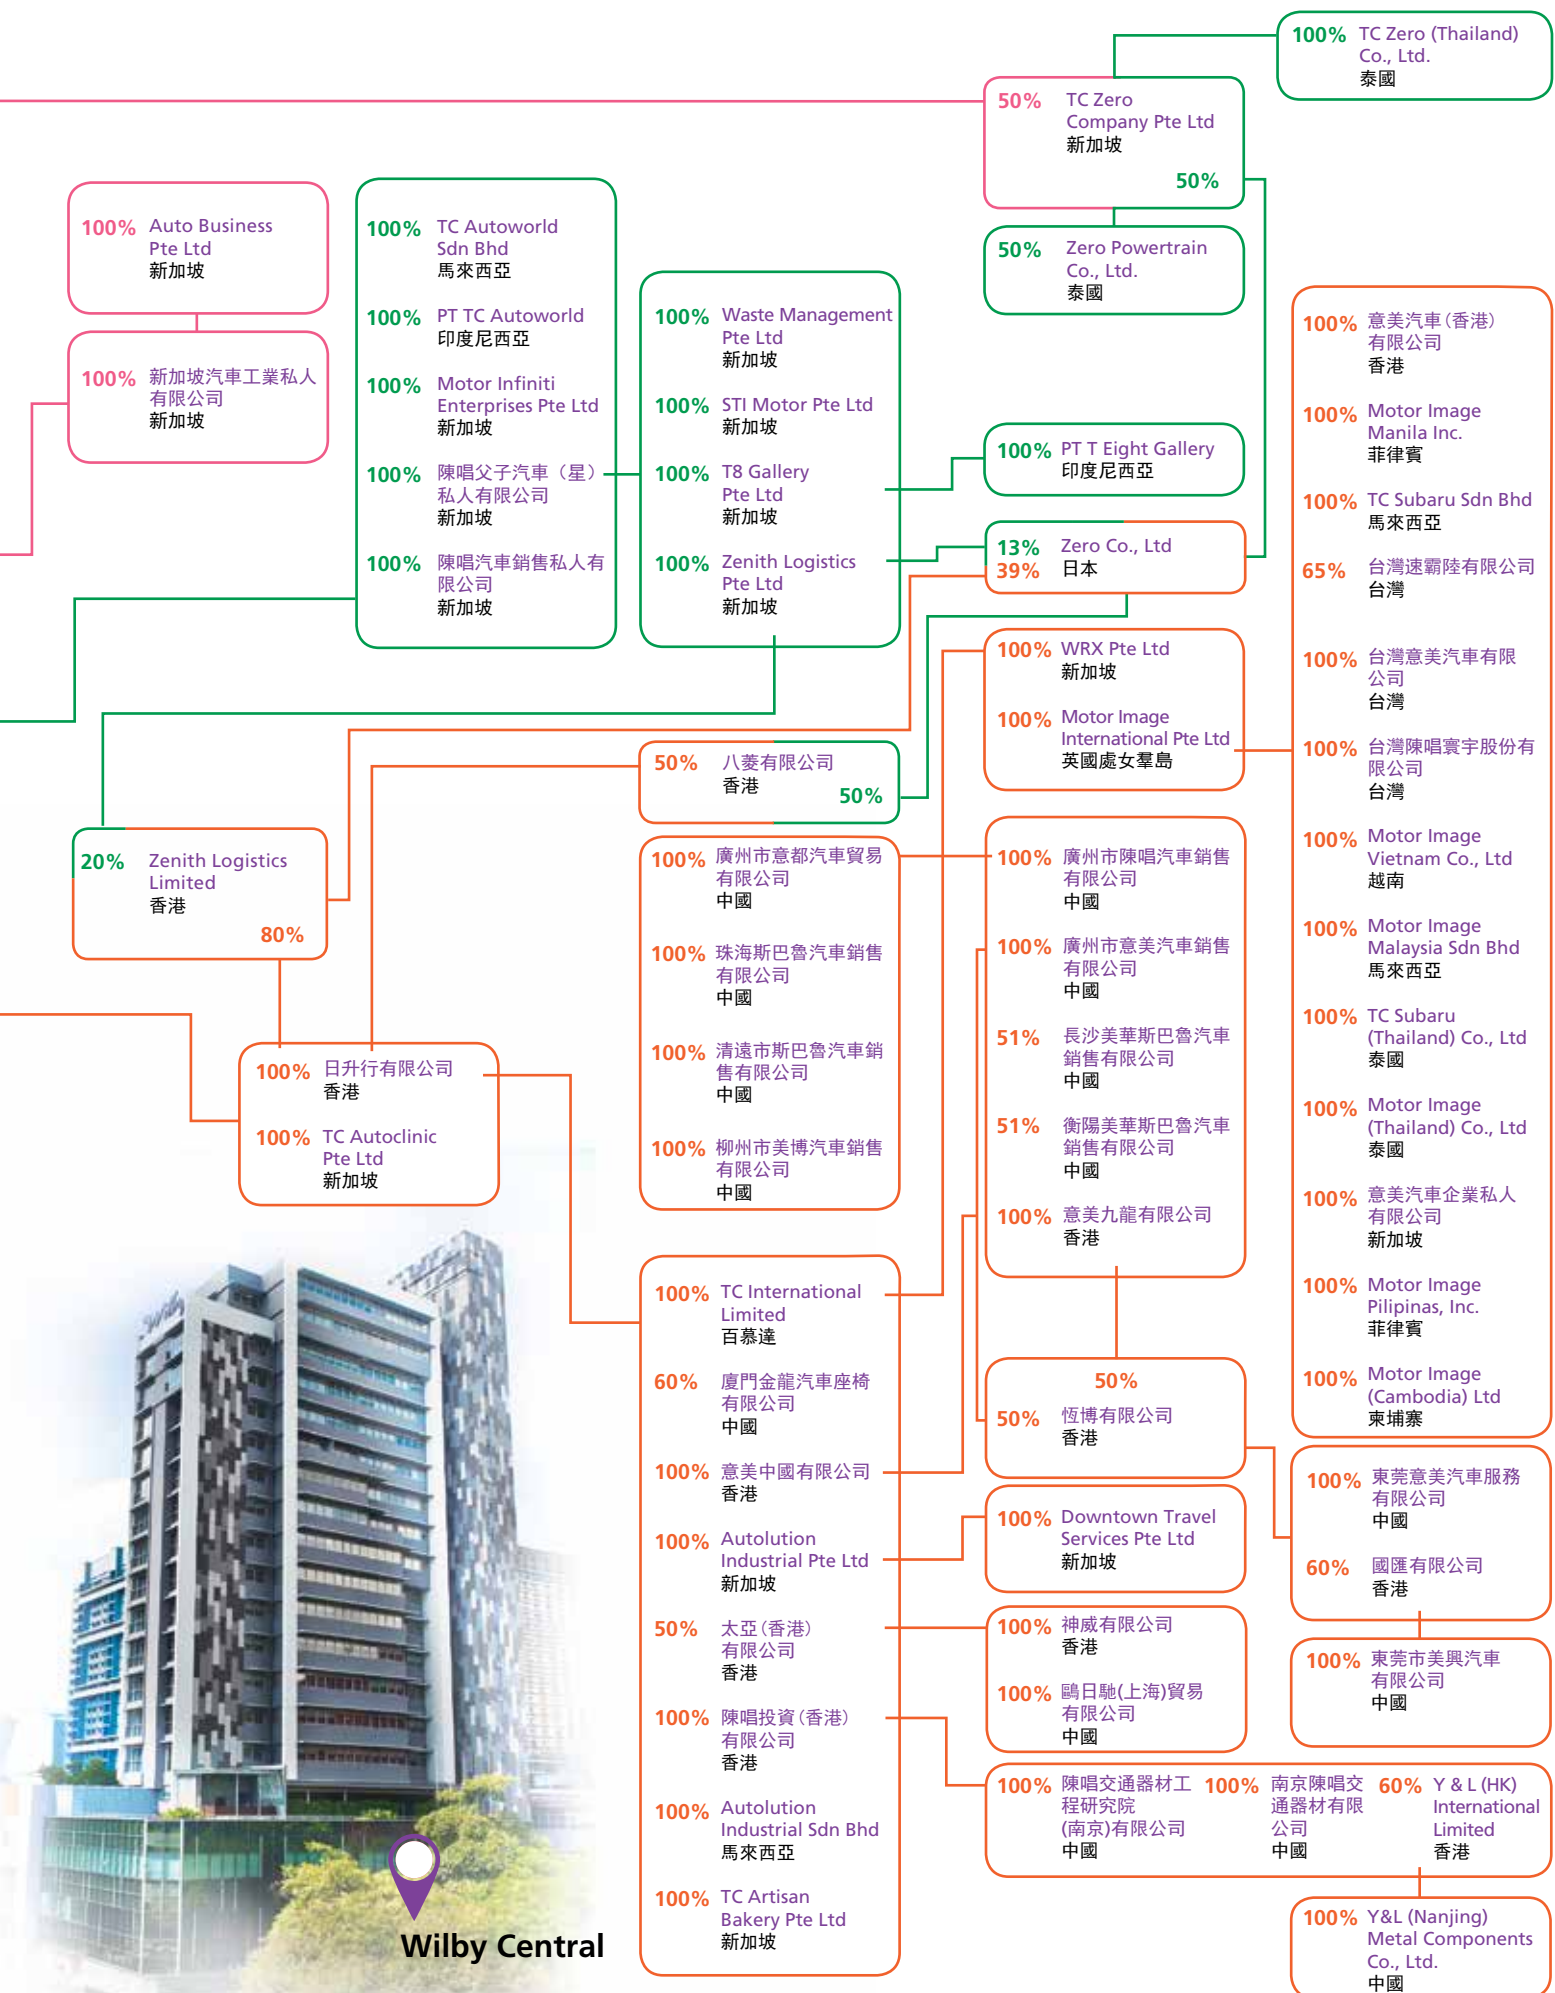 100% TC Zero (Thailand)
Co., Ltd.
泰國
50% TC Zero
Company Pte Ltd
新加坡
50%
50% Zero Powertrain
Co., Ltd.
泰國
100% Auto Business
Pte Ltd
新加坡
100% 新加坡汽車工業私人
有限公司
新加坡
100% TC Autoworld
Sdn Bhd
馬來西亞
100% PT TC Autoworld
印度尼西亞
100% Motor Infiniti
Enterprises Pte Ltd
新加坡
100% 陳唱父子汽車（星）
私人有限公司
新加坡
100% 陳唱汽車銷售私人有
限公司
新加坡
100% Waste Management
Pte Ltd
新加坡
100% STI Motor Pte Ltd
新加坡
100% T8 Gallery
Pte Ltd
新加坡
100% Zenith Logistics
Pte Ltd
新加坡
100% PT T Eight Gallery
印度尼西亞
13% Zero Co., Ltd
39% 日本
100% WRX Pte Ltd
新加坡
100% Motor Image
International Pte Ltd
英國處女羣島
100% 意美汽車（香港）
有限公司
香港
100% Motor Image
Manila Inc.
菲律賓
100% TC Subaru Sdn Bhd
馬來西亞
65% 台灣速霸陸有限公司
台灣
100% 台灣意美汽車有限
公司
台灣
100% 台灣陳唱寰宇股份有
限公司
台灣
100% Motor Image
Vietnam Co., Ltd
越南
100% Motor Image
Malaysia Sdn Bhd
馬來西亞
100% TC Subaru
(Thailand) Co., Ltd
泰國
100% Motor Image
(Thailand) Co., Ltd
泰國
100% 意美汽車企業私人
有限公司
新加坡
100% Motor Image
Pilipinas, Inc.
菲律賓
100% Motor Image
(Cambodia) Ltd
柬埔寨
50% 八菱有限公司
香港
50%
20% Zenith Logistics
Limited
香港
80%
100% 日升行有限公司
香港
100% TC Autoclinic
Pte Ltd
新加坡
100% 廣州市意都汽車貿易
有限公司
中國
100% 珠海斯巴魯汽車銷售
有限公司
中國
100% 清遠市斯巴魯汽車銷
售有限公司
中國
100% 柳州市美博汽車銷售
有限公司
中國
100% 廣州市陳唱汽車銷售
有限公司
中國
100% 廣州市意美汽車銷售
有限公司
中國
51% 長沙美華斯巴魯汽車
銷售有限公司
中國
51% 衡陽美華斯巴魯汽車
銷售有限公司
中國
100% 意美九龍有限公司
香港
50%
50% 恆博有限公司
香港
100% TC International
Limited
百慕達
60% 廈門金龍汽車座椅
有限公司
中國
100% 意美中國有限公司
香港
100% Autolution
Industrial Pte Ltd
新加坡
50% 太亞（香港）
有限公司
香港
100% 陳唱投資（香港）
有限公司
香港
100% Autolution
Industrial Sdn Bhd
馬來西亞
100% TC Artisan
Bakery Pte Ltd
新加坡
100% Downtown Travel
Services Pte Ltd
新加坡
100% 神威有限公司
香港
100% 鷗日馳(上海)貿易
有限公司
中國
100% 東莞意美汽車服務
有限公司
中國
60% 國匯有限公司
香港
100% 東莞市美興汽車
有限公司
中國
100% 陳唱交通器材工
程研究院
(南京)有限公司
中國
100% 南京陳唱交
通器材有限
公司
中國
60% Y & L (HK)
International
Limited
香港
100% Y&L (Nanjing)
Metal Components
Co., Ltd.
中國
Wilby Central